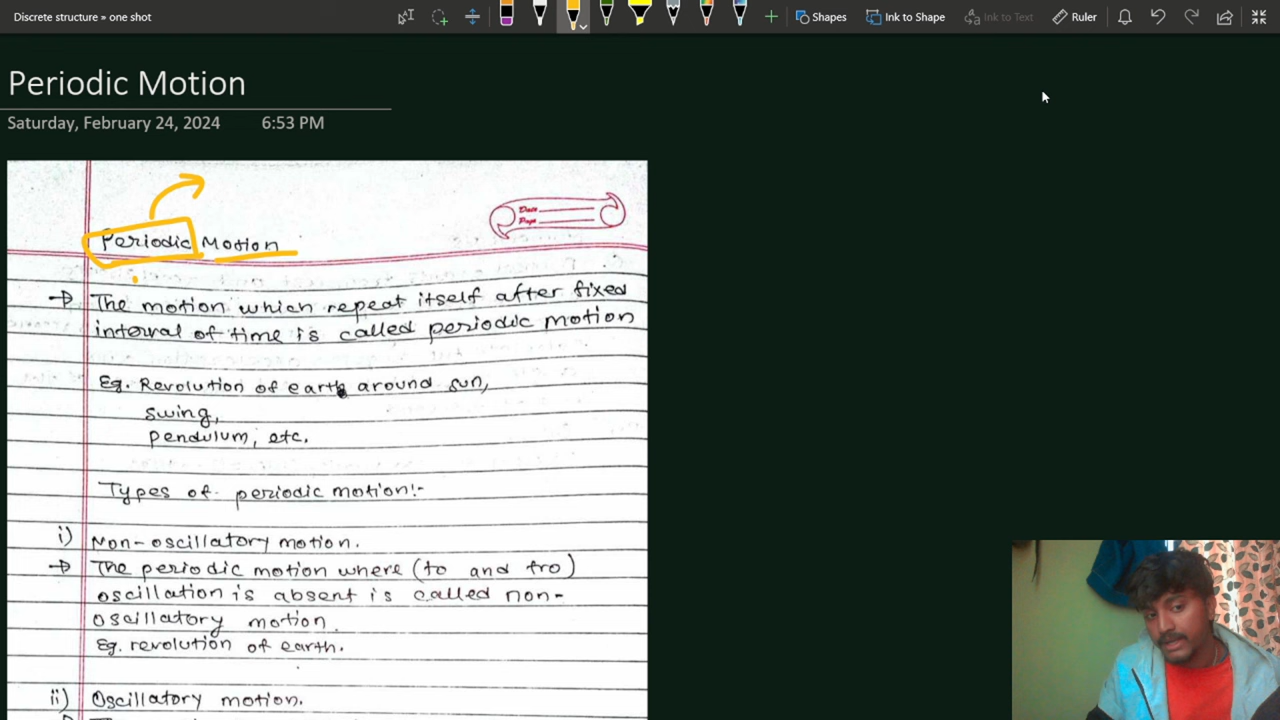 Discrete structure » one shot
Shapes
Ink to Shape
Ink to Text
Ruler
Periodic Motion
Saturday, February 24, 2024 6:53 PM
Date
Page
Periodic Motion
The motion which repeat itself after fixed
interval of time is called periodic motion
Eg. Revolution of earth around sun,
swing,
pendulum, etc.
Types of periodic motion:-
i) Non-oscillatory motion.
The periodic motion where (to and fro)
oscillation is absent is called non-
oscillatory motion.
Eg. revolution of earth.
ii) Oscillatory motion.